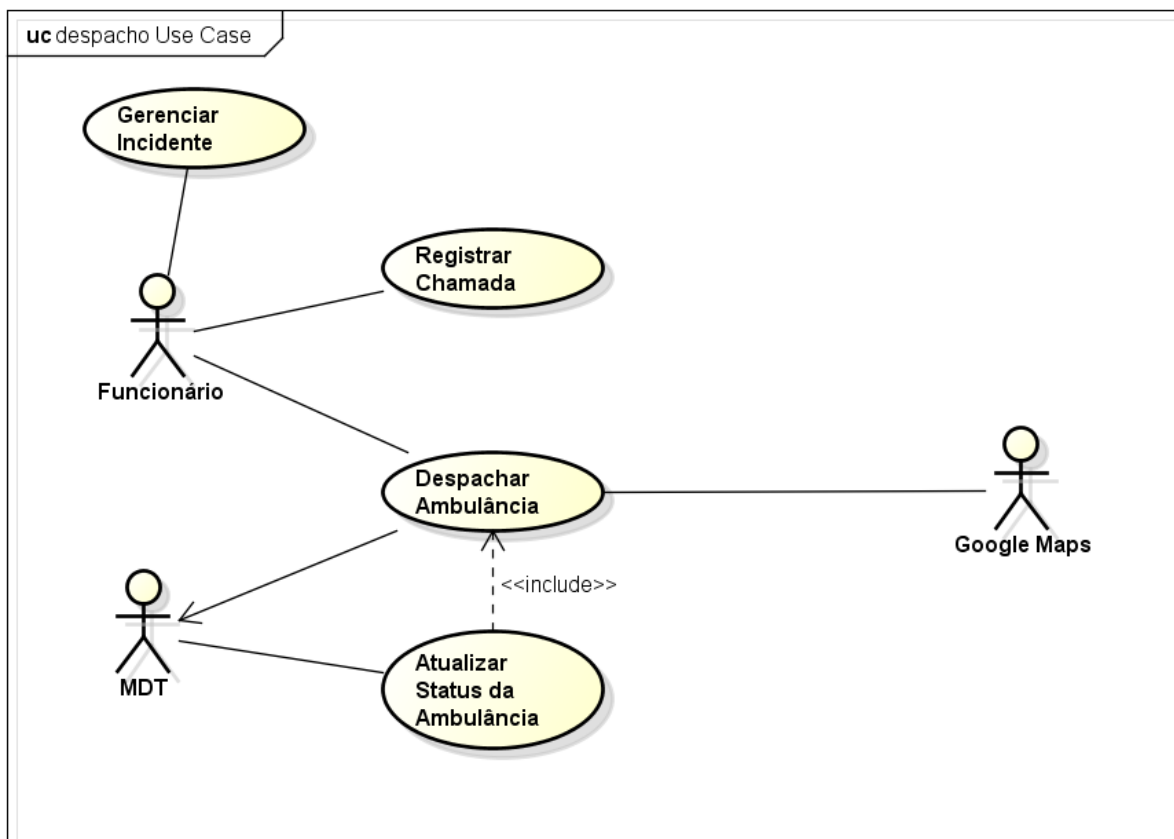 uc despacho Use Case
Gerenciar
Incidente
Registrar
Chamada
Funcionário
Despachar
Ambulância
Google Maps
<<include>>
MDT
Atualizar
Status da
Ambulância